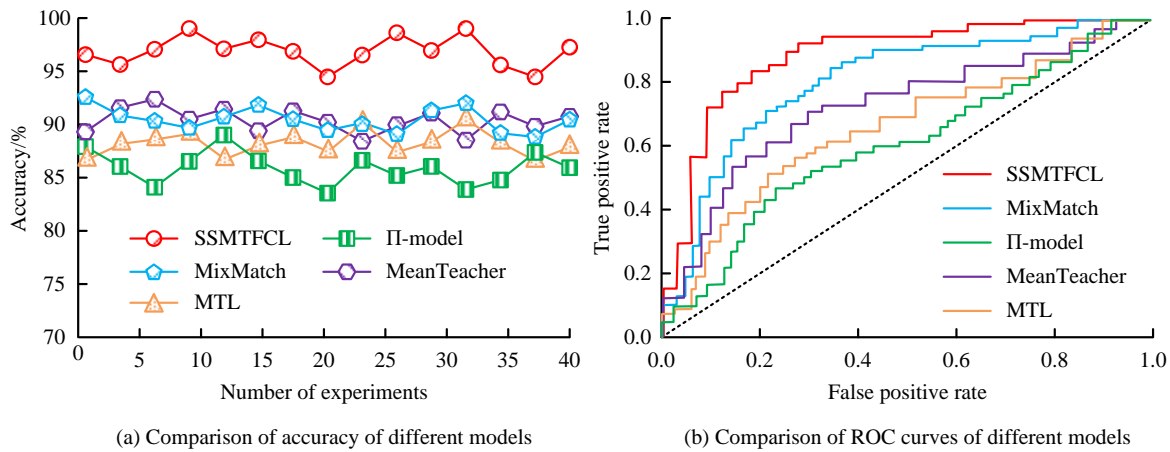 100
95
90
85
80
75
70
Accuracy/%
SSMTFCL
MixMatch
MTL
Π-model
MeanTeacher
0 5 10 15 20 25 30 35 40
Number of experiments
(a) Comparison of accuracy of different models
1.0
0.8
0.6
0.4
0.2
0.0
True positive rate
SSMTFCL
MixMatch
Π-model
MeanTeacher
MTL
0.0 0.2 0.4 0.6 0.8 1.0
False positive rate
(b) Comparison of ROC curves of different models